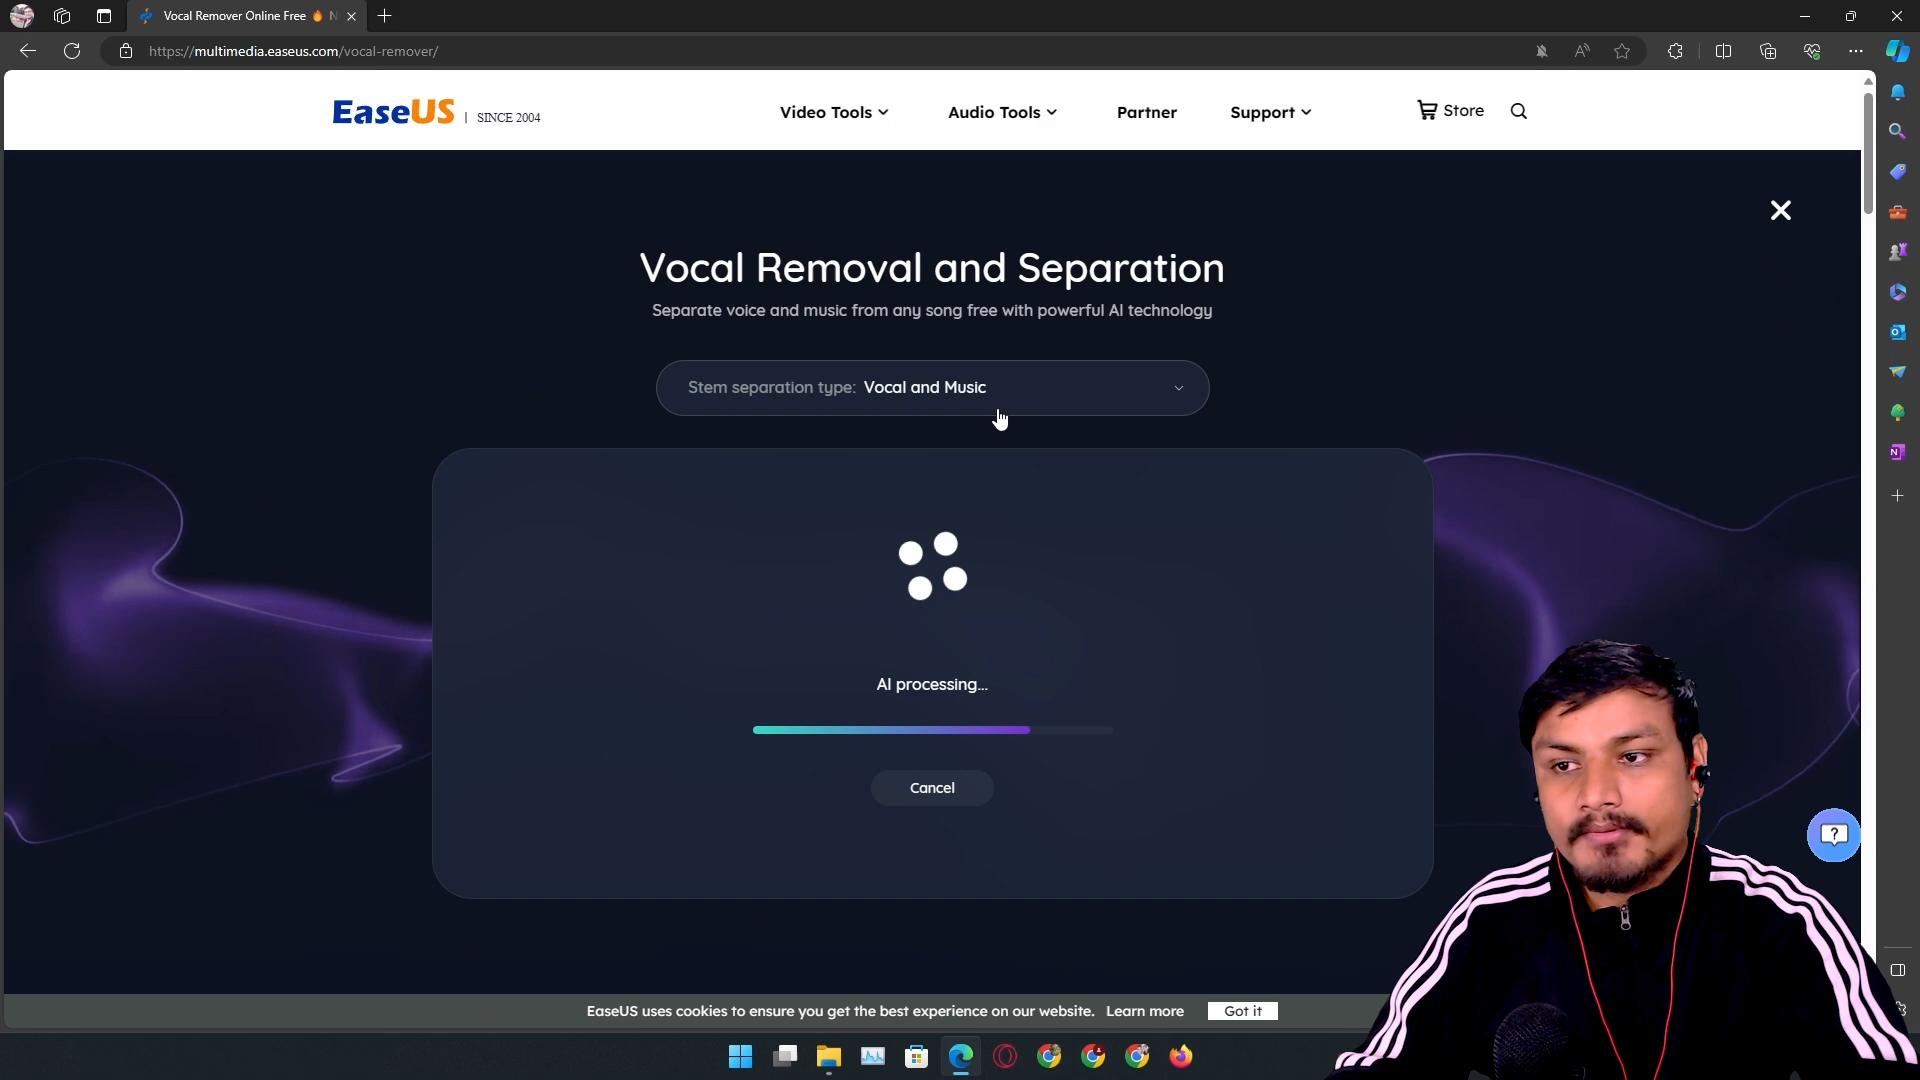 Vocal Remover Online Free 🔥 N
https://multimedia.easeus.com/vocal-remover/
EaseUS | SINCE 2004
Video Tools
Audio Tools
Partner
Support
Store
Vocal Removal and Separation
Separate voice and music from any song free with powerful AI technology
Stem separation type: Vocal and Music
AI processing...
Cancel
EaseUS uses cookies to ensure you get the best experience on our website. Learn more
Got it